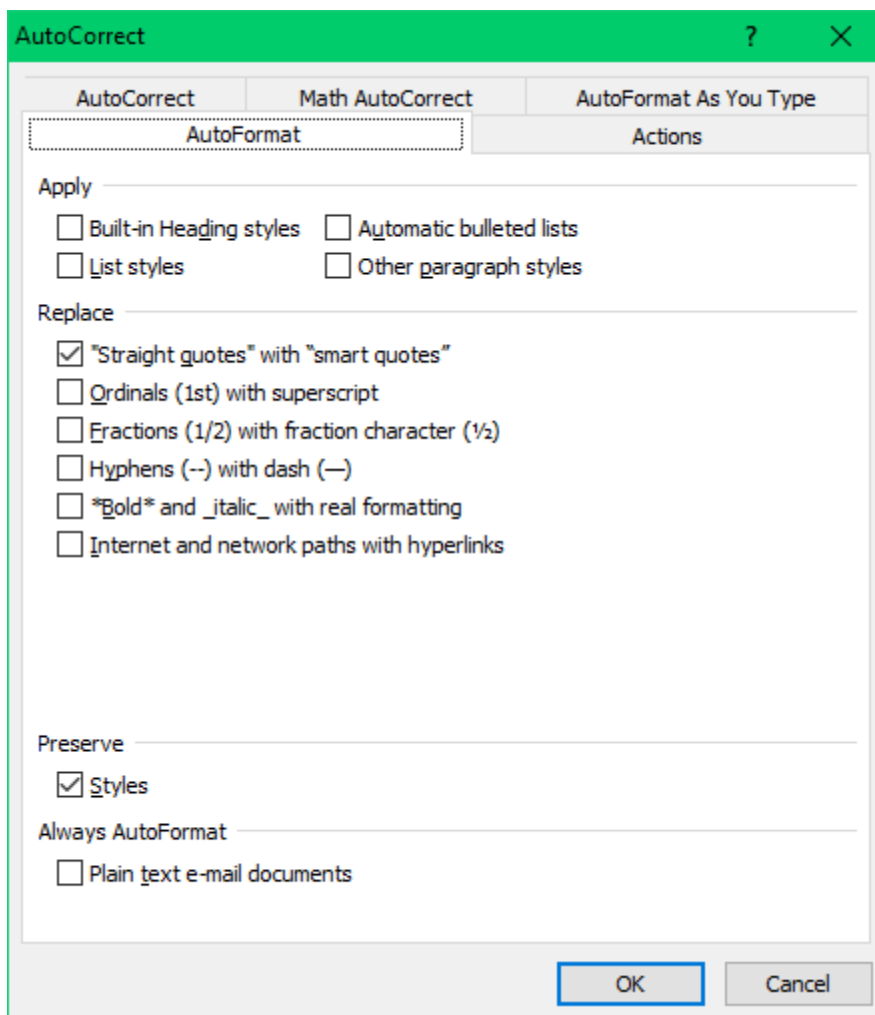 AutoCorrect ?
AutoCorrect Math AutoCorrect AutoFormat As You Type
AutoFormat Actions
Apply
Built-in Heading styles Automatic bulleted lists
List styles Other paragraph styles
Replace
"Straight quotes" with “smart quotes”
Ordinals (1st) with superscript
Fractions (1/2) with fraction character (½)
Hyphens (--) with dash (—)
*Bold* and _italic_ with real formatting
Internet and network paths with hyperlinks
Preserve
Styles
Always AutoFormat
Plain text e-mail documents
OK Cancel